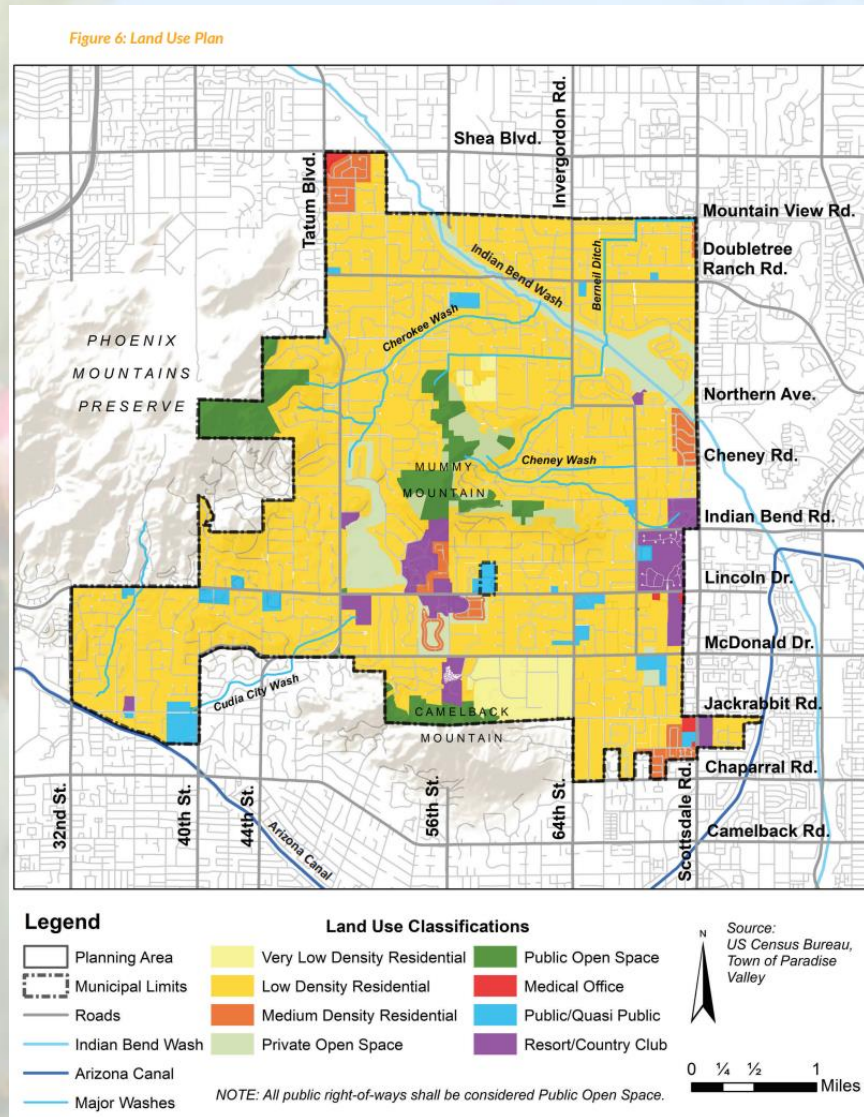 Figure 6: Land Use Plan
Shea Blvd.
Invergordon Rd.
Tatum Blvd.
Mountain View Rd.
Doubletree
Ranch Rd.
Indian Bend Wash
Berneil Ditch
Cherokee Wash
PHOENIX
MOUNTAINS
PRESERVE
Northern Ave.
Cheney Rd.
Cheney Wash
MUMMY
MOUNTAIN
Indian Bend Rd.
Lincoln Dr.
McDonald Dr.
Cudia City Wash
Jackrabbit Rd.
CAMELBACK
MOUNTAIN
Chaparral Rd.
32nd St.
40th St.
44th St.
56th St.
64th St.
Scottsdale Rd.
Camelback Rd.
Arizona Canal
Legend
Planning Area
Municipal Limits
Roads
Indian Bend Wash
Arizona Canal
Major Washes
Land Use Classifications
Very Low Density Residential
Low Density Residential
Medium Density Residential
Private Open Space
Public Open Space
Medical Office
Public/Quasi Public
Resort/Country Club
NOTE: All public right-of-ways shall be considered Public Open Space.
N
Source:
US Census Bureau,
Town of Paradise
Valley
0 ¼ ½ 1
Miles